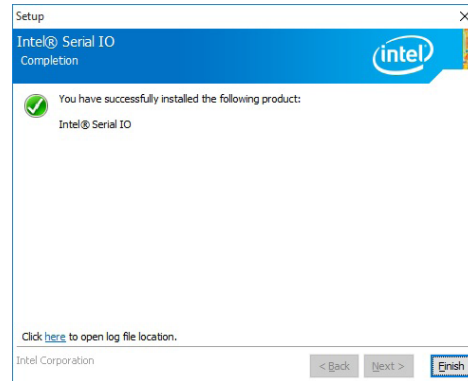 Setup
Intel® Serial IO
Completion
intel
You have successfully installed the following product:
Intel® Serial IO
Click here to open log file location.
Intel Corporation
< Back Next > Finish